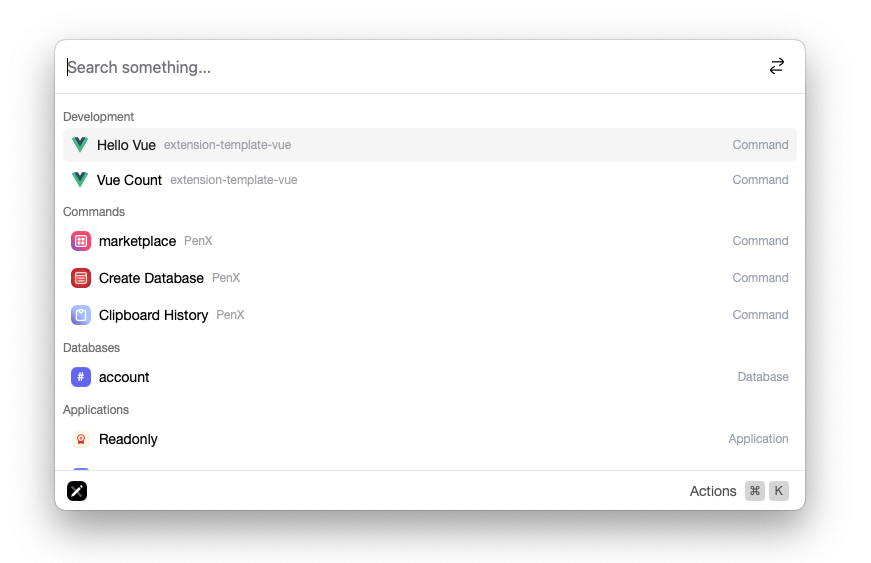 Search something...
Development
Hello Vue extension-template-vue Command
Vue Count extension-template-vue Command
Commands
marketplace PenX Command
Create Database PenX Command
Clipboard History PenX Command
Databases
# account Database
Applications
Readonly Application
Actions ⌘ K